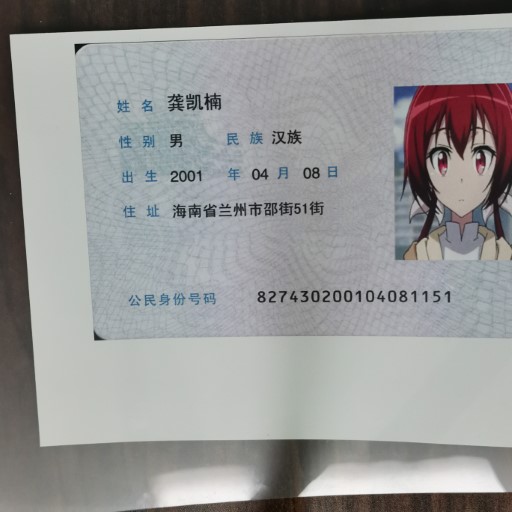 姓名 龚凯楠
性别 男 民族 汉族
出生 2001 年 04 月 08 日
住址 海南省兰州市邵街51街
公民身份号码 827430200104081151